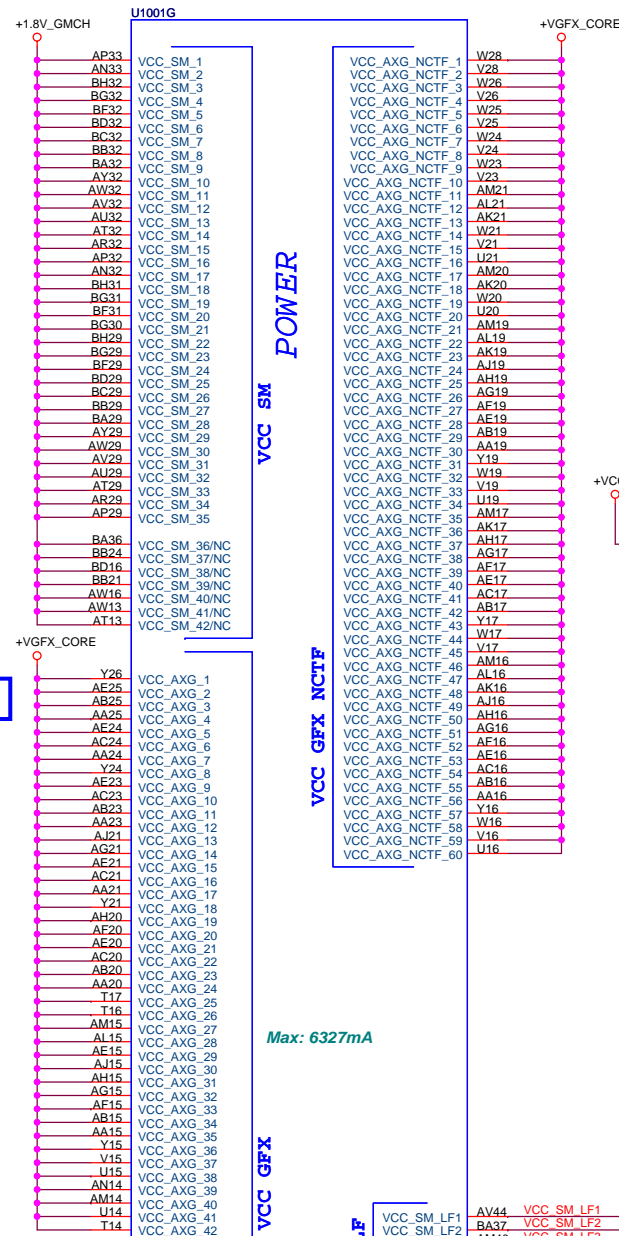 U1001G
+1.8V_GMCH
+VGFX_CORE
AP33 VCC_SM_1
AN33 VCC_SM_2
BH32 VCC_SM_3
BG32 VCC_SM_4
BF32 VCC_SM_5
BD32 VCC_SM_6
BC32 VCC_SM_7
BB32 VCC_SM_8
BA32 VCC_SM_9
AY32 VCC_SM_10
AW32 VCC_SM_11
AV32 VCC_SM_12
AU32 VCC_SM_13
AT32 VCC_SM_14
AR32 VCC_SM_15
AP32 VCC_SM_16
AN32 VCC_SM_17
BH31 VCC_SM_18
BG31 VCC_SM_19
BF31 VCC_SM_20
BG30 VCC_SM_21
BH29 VCC_SM_22
BG29 VCC_SM_23
BF29 VCC_SM_24
BD29 VCC_SM_25
BC29 VCC_SM_26
BB29 VCC_SM_27
BA29 VCC_SM_28
AY29 VCC_SM_29
AW29 VCC_SM_30
AV29 VCC_SM_31
AU29 VCC_SM_32
AT29 VCC_SM_33
AR29 VCC_SM_34
AP29 VCC_SM_35
BA36 VCC_SM_36/NC
BB24 VCC_SM_37/NC
BD16 VCC_SM_38/NC
BB21 VCC_SM_39/NC
AW16 VCC_SM_40/NC
AW13 VCC_SM_41/NC
AT13 VCC_SM_42/NC
VCC SM
POWER
+VGFX_CORE
Y26 VCC_AXG_1
AE25 VCC_AXG_2
AB25 VCC_AXG_3
AA25 VCC_AXG_4
AE24 VCC_AXG_5
AC24 VCC_AXG_6
AA24 VCC_AXG_7
Y24 VCC_AXG_8
AE23 VCC_AXG_9
AC23 VCC_AXG_10
AB23 VCC_AXG_11
AA23 VCC_AXG_12
AJ21 VCC_AXG_13
AG21 VCC_AXG_14
AE21 VCC_AXG_15
AC21 VCC_AXG_16
AA21 VCC_AXG_17
Y21 VCC_AXG_18
AH20 VCC_AXG_19
AF20 VCC_AXG_20
AE20 VCC_AXG_21
AC20 VCC_AXG_22
AB20 VCC_AXG_23
AA20 VCC_AXG_24
T17 VCC_AXG_25
T16 VCC_AXG_26
AM15 VCC_AXG_27
AL15 VCC_AXG_28
AE15 VCC_AXG_29
AJ15 VCC_AXG_30
AH15 VCC_AXG_31
AG15 VCC_AXG_32
AF15 VCC_AXG_33
AB15 VCC_AXG_34
AA15 VCC_AXG_35
Y15 VCC_AXG_36
V15 VCC_AXG_37
U15 VCC_AXG_38
AN14 VCC_AXG_39
AM14 VCC_AXG_40
U14 VCC_AXG_41
T14 VCC_AXG_42
VCC GFX
Max: 6327mA
VCC GFX NCTF
VCC_AXG_NCTF_1 W28
VCC_AXG_NCTF_2 V28
VCC_AXG_NCTF_3 W26
VCC_AXG_NCTF_4 V26
VCC_AXG_NCTF_5 W25
VCC_AXG_NCTF_6 V25
VCC_AXG_NCTF_7 W24
VCC_AXG_NCTF_8 V24
VCC_AXG_NCTF_9 W23
VCC_AXG_NCTF_10 V23
VCC_AXG_NCTF_11 AM21
VCC_AXG_NCTF_12 AL21
VCC_AXG_NCTF_13 AK21
VCC_AXG_NCTF_14 W21
VCC_AXG_NCTF_15 V21
VCC_AXG_NCTF_16 U21
VCC_AXG_NCTF_17 AM20
VCC_AXG_NCTF_18 AK20
VCC_AXG_NCTF_19 W20
VCC_AXG_NCTF_20 U20
VCC_AXG_NCTF_21 AM19
VCC_AXG_NCTF_22 AL19
VCC_AXG_NCTF_23 AK19
VCC_AXG_NCTF_24 AJ19
VCC_AXG_NCTF_25 AH19
VCC_AXG_NCTF_26 AG19
VCC_AXG_NCTF_27 AF19
VCC_AXG_NCTF_28 AE19
VCC_AXG_NCTF_29 AB19
VCC_AXG_NCTF_30 AA19
VCC_AXG_NCTF_31 Y19
VCC_AXG_NCTF_32 W19
VCC_AXG_NCTF_33 V19
VCC_AXG_NCTF_34 U19
VCC_AXG_NCTF_35 AM17
VCC_AXG_NCTF_36 AK17
VCC_AXG_NCTF_37 AH17
VCC_AXG_NCTF_38 AG17
VCC_AXG_NCTF_39 AF17
VCC_AXG_NCTF_40 AE17
VCC_AXG_NCTF_41 AC17
VCC_AXG_NCTF_42 AB17
VCC_AXG_NCTF_43 Y17
VCC_AXG_NCTF_44 W17
VCC_AXG_NCTF_45 V17
VCC_AXG_NCTF_46 AM16
VCC_AXG_NCTF_47 AL16
VCC_AXG_NCTF_48 AK16
VCC_AXG_NCTF_49 AJ16
VCC_AXG_NCTF_50 AH16
VCC_AXG_NCTF_51 AG16
VCC_AXG_NCTF_52 AF16
VCC_AXG_NCTF_53 AE16
VCC_AXG_NCTF_54 AC16
VCC_AXG_NCTF_55 AB16
VCC_AXG_NCTF_56 AA16
VCC_AXG_NCTF_57 Y16
VCC_AXG_NCTF_58 W16
VCC_AXG_NCTF_59 V16
VCC_AXG_NCTF_60 U16
VCC_SM_LF1 AV44 VCC_SM_LF1
VCC_SM_LF2 BA37 VCC_SM_LF2